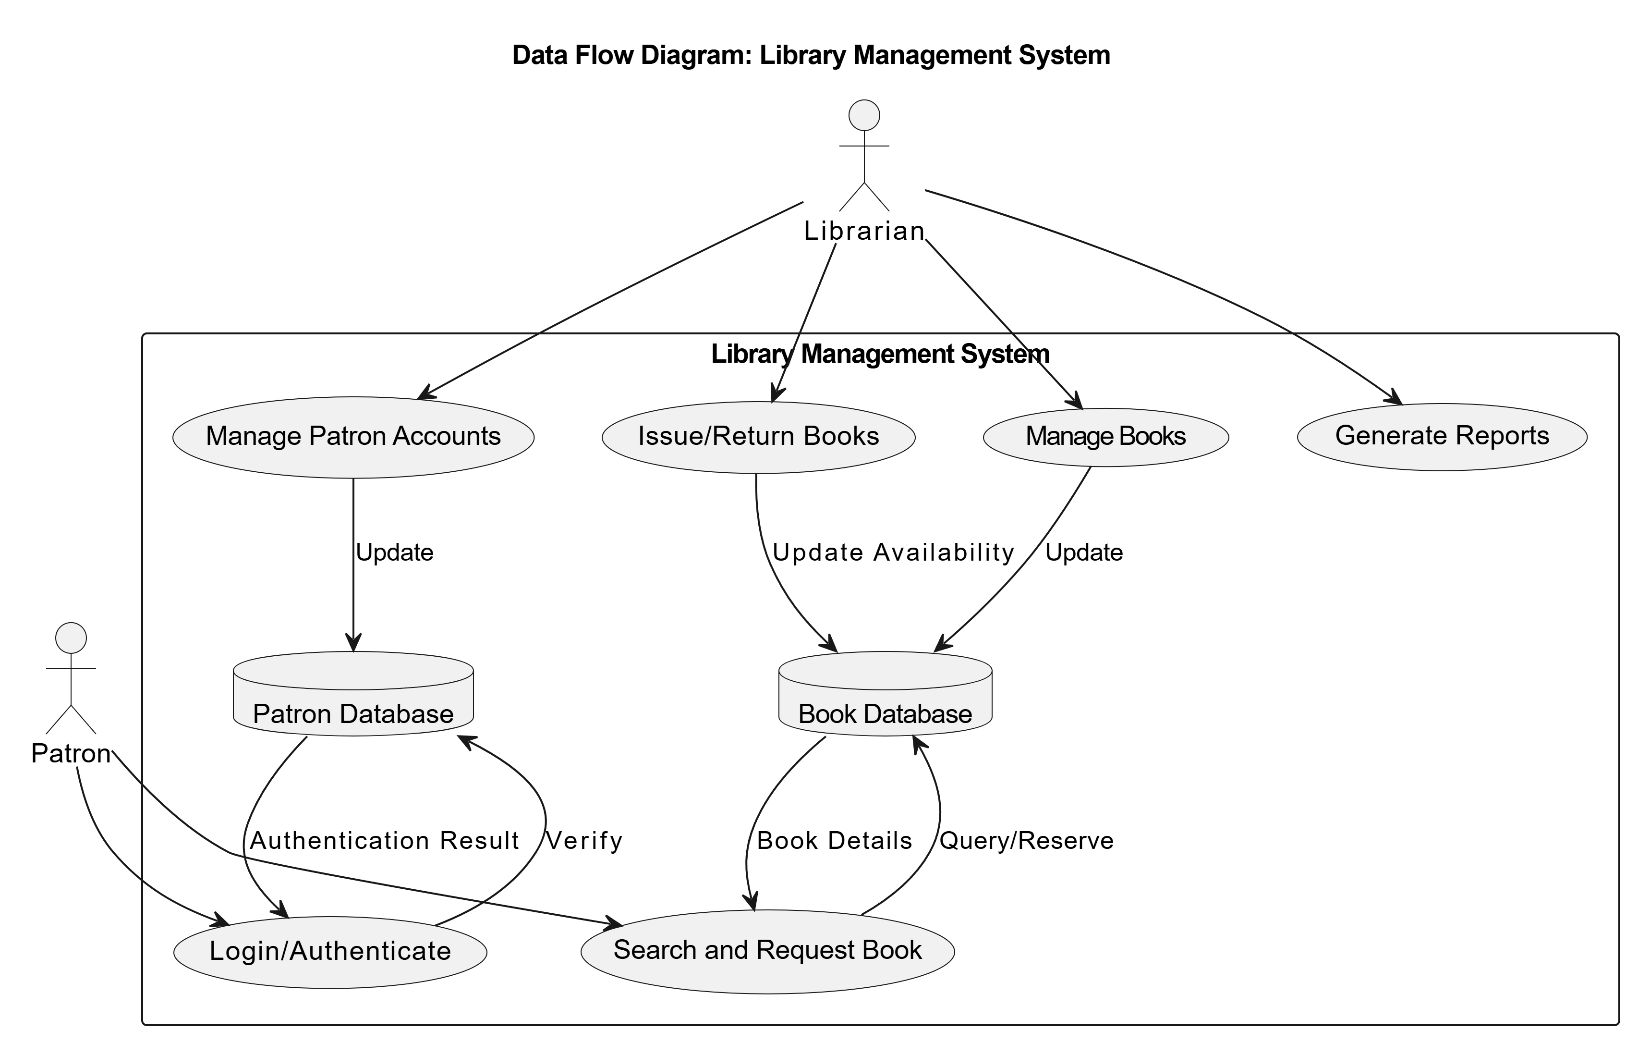 Data Flow Diagram: Library Management System
Librarian
Library Management System
Manage Patron Accounts
Issue/Return Books
Manage Books
Generate Reports
Update
Update Availability
Update
Patron
Patron Database
Book Database
Authentication Result
Verify
Book Details
Query/Reserve
Login/Authenticate
Search and Request Book